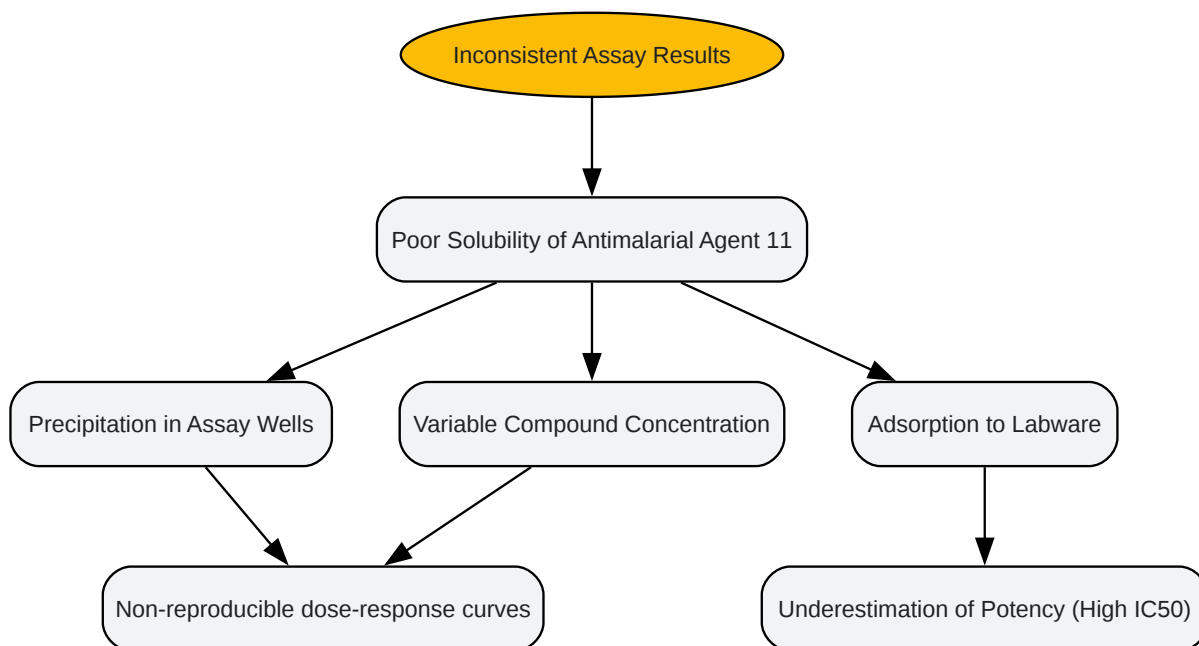 Inconsistent Assay Results
Poor Solubility of Antimalarial Agent 11
Precipitation in Assay Wells
Variable Compound Concentration
Adsorption to Labware
Non-reproducible dose-response curves
Underestimation of Potency (High IC50)